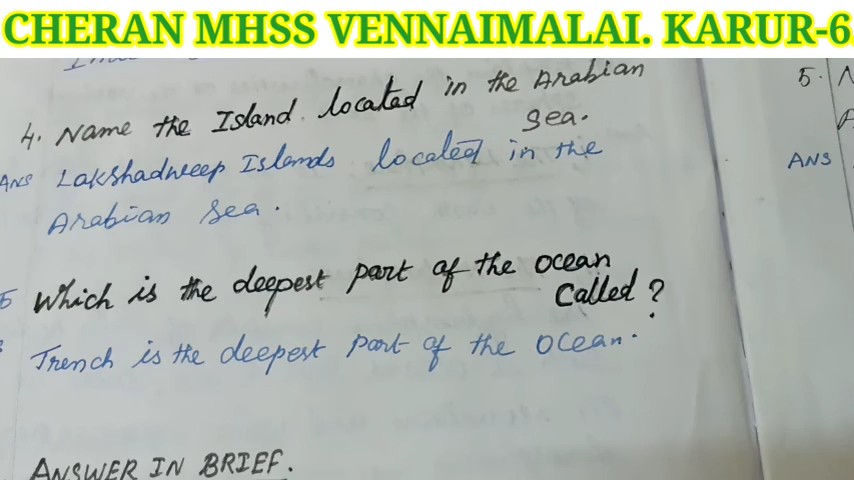 CHERAN MHSS VENNAIMALAI. KARUR-6
4. Name the Island located in the Arabian
Sea.
ANS Lakshadweep Islands located in the
Arabian Sea.
5 Which is the deepest part of the ocean
called?
Trench is the deepest part of the ocean.
ANSWER IN BRIEF.
5.
ANS